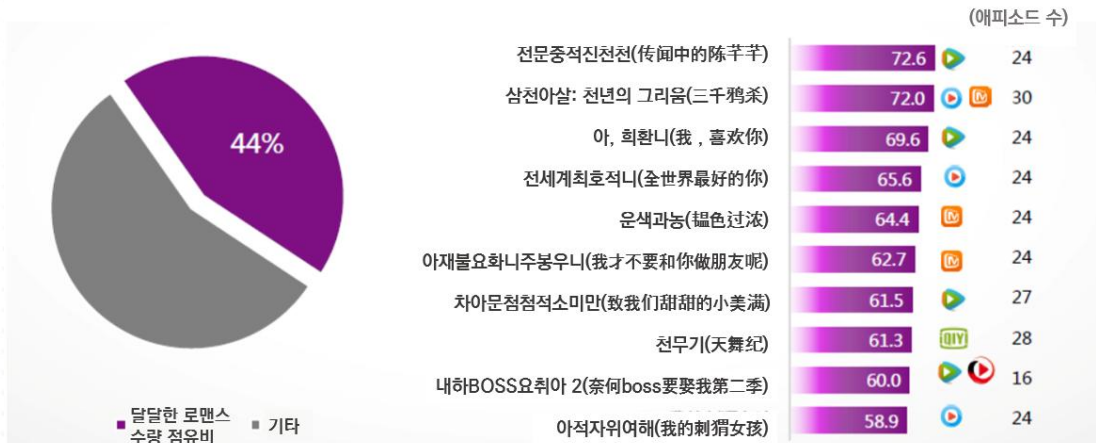 (애피소드 수)
44%
달달한 로맨스
수량 점유비
기타
전문중적진천천(传闻中的陈芊芊) 72.6 24
삼천아살: 천년의 그리움(三千鸦杀) 72.0 30
아, 희환니(我，喜欢你) 69.6 24
전세계최호적니(全世界最好的你) 65.6 24
운색과농(韫色过浓) 64.4 24
아재불요화니주봉우니(我才不要和你做朋友呢) 62.7 24
차아문첨첨적소미만(致我们甜甜的小美满) 61.5 27
천무기(天舞纪) 61.3 QIY 28
내하BOSS요취아 2(奈何boss要娶我第二季) 60.0 16
아적자위여해(我的刺猬女孩) 58.9 24